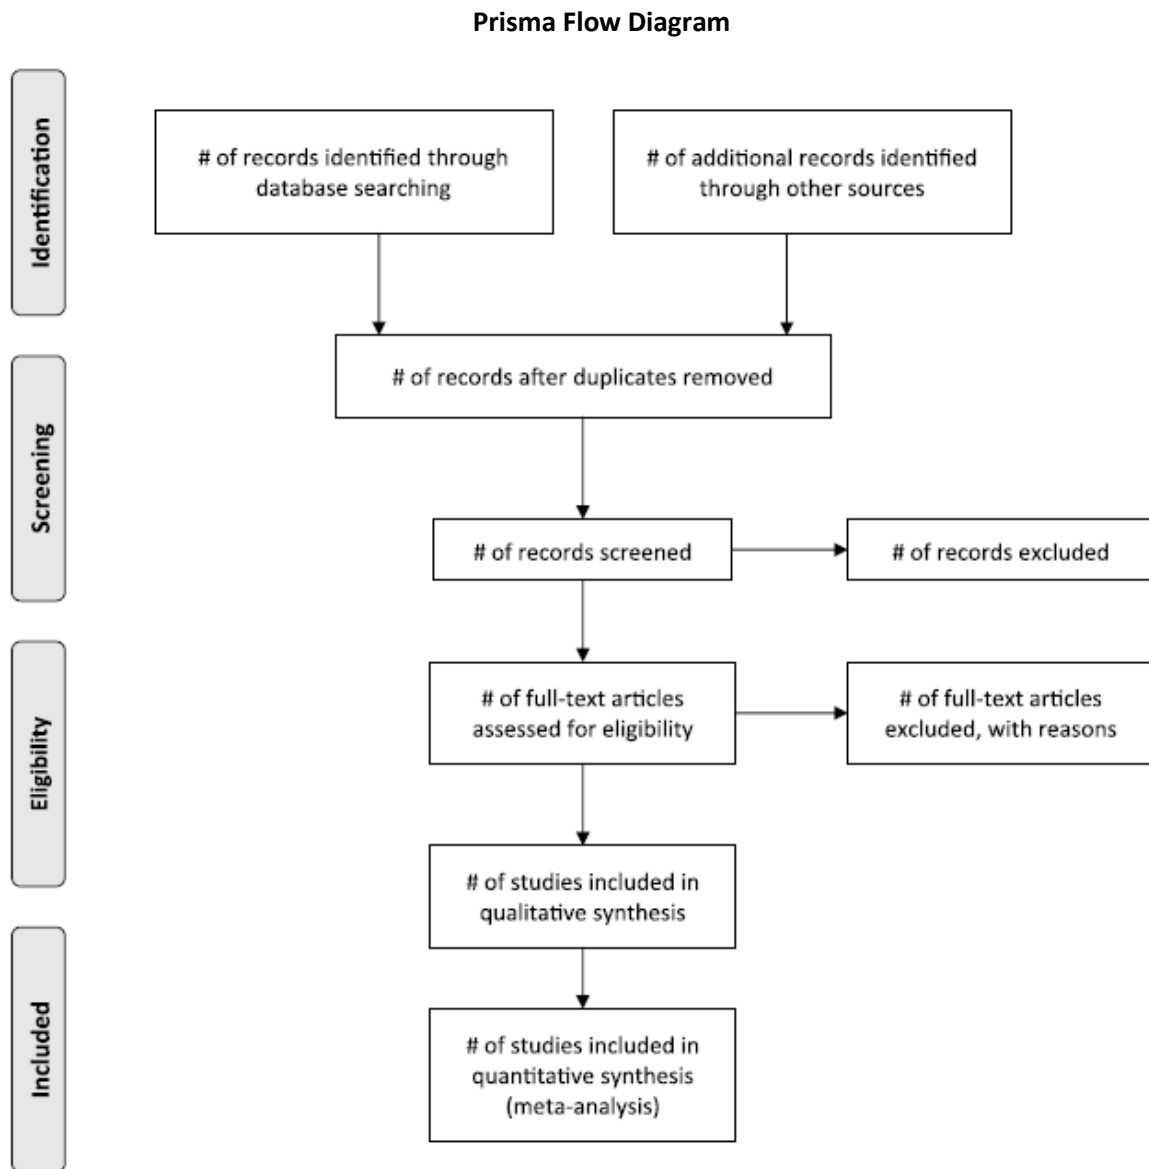 Prisma Flow Diagram
Identification
# of records identified through
database searching
# of additional records identified
through other sources
Screening
# of records after duplicates removed
# of records screened
# of records excluded
Eligibility
# of full-text articles
assessed for eligibility
# of full-text articles
excluded, with reasons
# of studies included in
qualitative synthesis
Included
# of studies included in
quantitative synthesis
(meta-analysis)